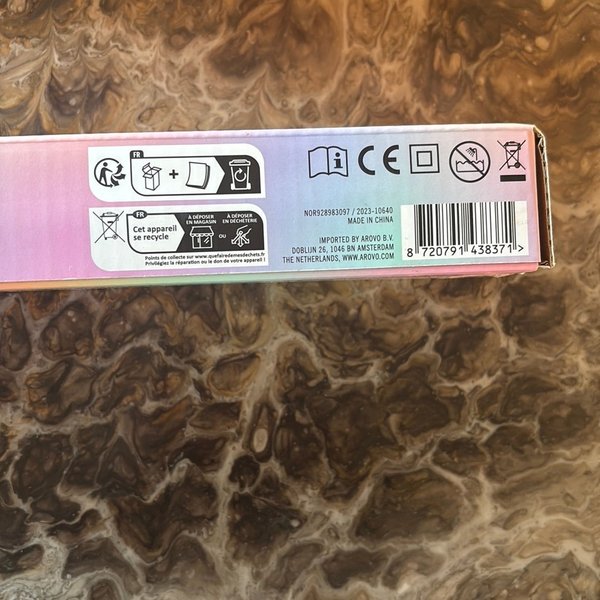 FR
FR
Cet appareil
se recycle
À DÉPOSER
EN MAGASIN
OU
À DÉPOSER
EN DÉCHÈTERIE
Points de collecte sur www.quefairedemesdechets.fr
Privilégiez la réparation ou le don de votre appareil !
CE
NOR928983097 / 2023-10640
MADE IN CHINA
IMPORTED BY AROVO B.V.
DOBLIJN 26, 1046 BN AMSTERDAM
THE NETHERLANDS, WWW.AROVO.COM
8 720791 438371 >